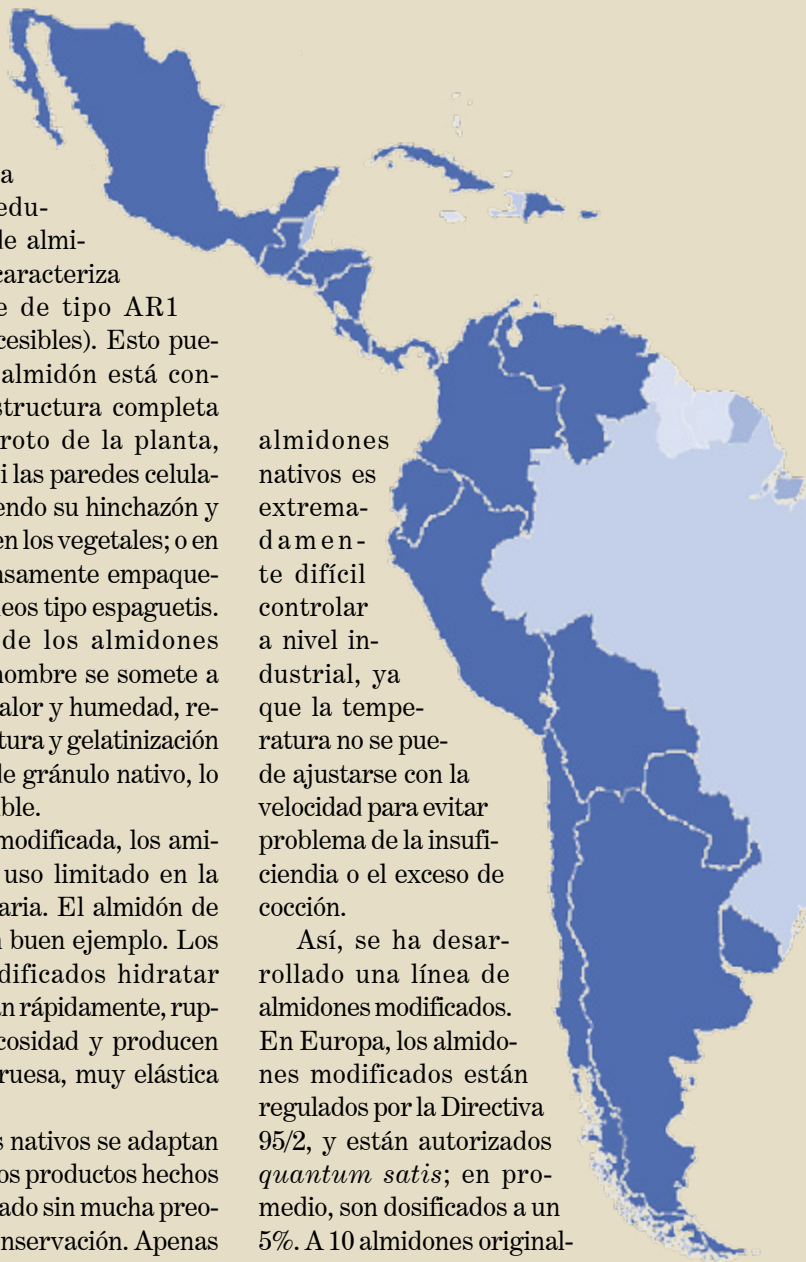 a
edu-
de almi-
caracteriza
e de tipo AR1
cesibles). Esto pue-
almidón está con-
structura completa
roto de la planta,
i las paredes celula-
endo su hinchazón y
en los vegetales; o en
nsamente empaque-
eos tipo espaguetis.
de los almidones
nombre se somete a
alor y humedad, re-
tura y gelatinización
de gránulo nativo, lo
ble.
modificada, los ami-
uso limitado en la
aria. El almidón de
n buen ejemplo. Los
dificados hidratar
an rápidamente, rup-
cosidad y producen
ruesa, muy elástica
s nativos se adaptan
os productos hechos
ado sin mucha preo-
nservación. Apenas
almidones
nativos es
extrema-
damen-
te difícil
controlar
a nivel in-
dustrial, ya
que la tempe-
ratura no se pue-
de ajustarse con la
velocidad para evitar
problema de la insufi-
ciendia o el exceso de
cocción.
Así, se ha desar-
rollado una línea de
almidones modificados.
En Europa, los almido-
nes modificados están
regulados por la Directiva
95/2, y están autorizados
quantum satis; en pro-
medio, son dosificados a un
5%. A 10 almidones original-